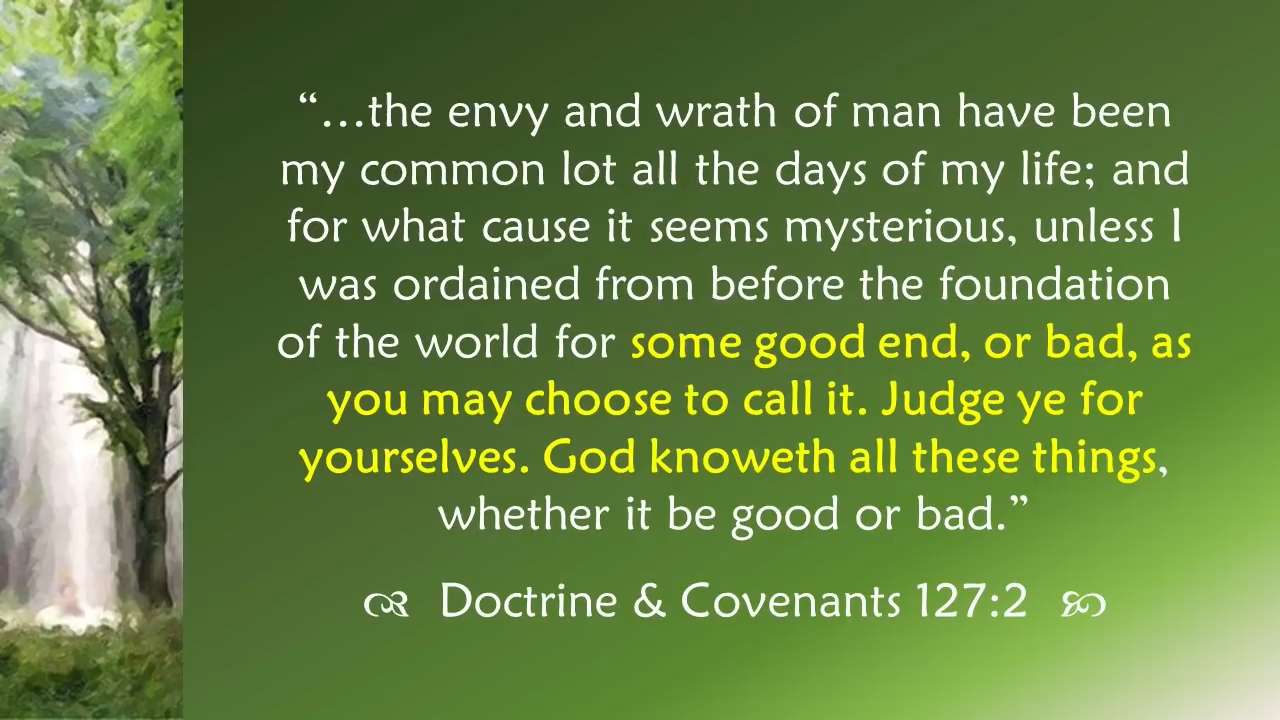 “…the envy and wrath of man have been
my common lot all the days of my life; and
for what cause it seems mysterious, unless I
was ordained from before the foundation
of the world for some good end, or bad, as
you may choose to call it. Judge ye for
yourselves. God knoweth all these things,
whether it be good or bad.”
Doctrine & Covenants 127:2